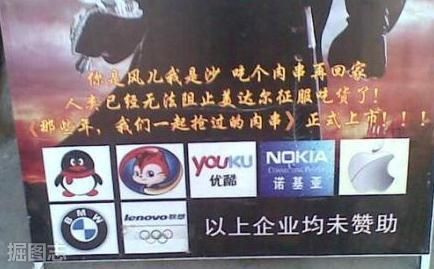 你是风儿我是沙 吃个肉串再回家
人类已经无法阻止美达尔征服吃货了!
《那些年,我们一起抢过的肉串》正式上市!!!
YOUKU
优酷
NOKIA
CONNECTING PEOPLE
诺基亚
BMW
lenovo联想
以上企业均未赞助
掘图志